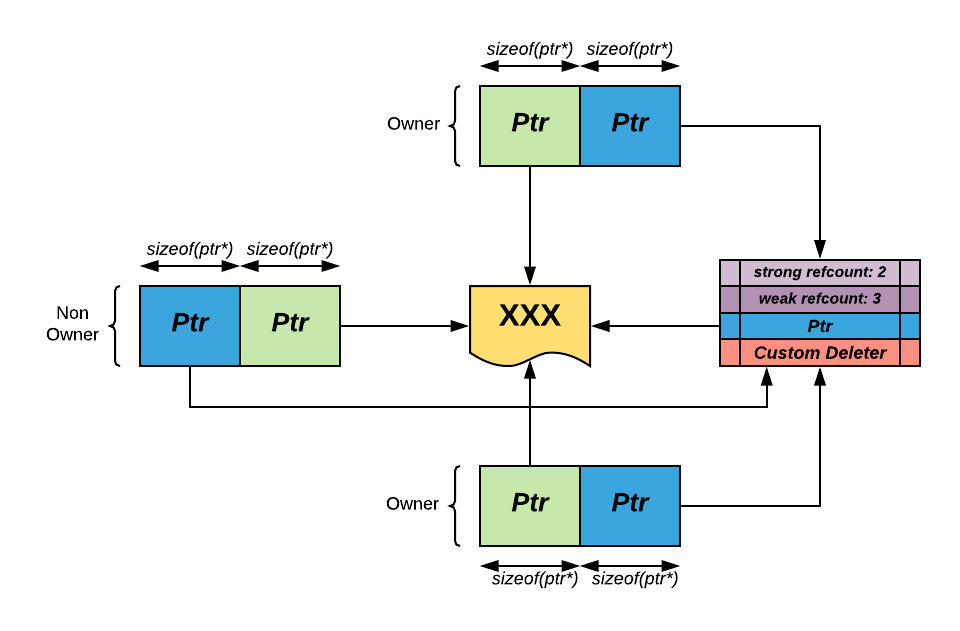 sizeof(ptr*) sizeof(ptr*)
Owner
Ptr Ptr
sizeof(ptr*) sizeof(ptr*)
Non
Owner
Ptr Ptr
XXX
strong refcount: 2
weak refcount: 3
Ptr
Custom Deleter
Owner
Ptr Ptr
sizeof(ptr*) sizeof(ptr*)